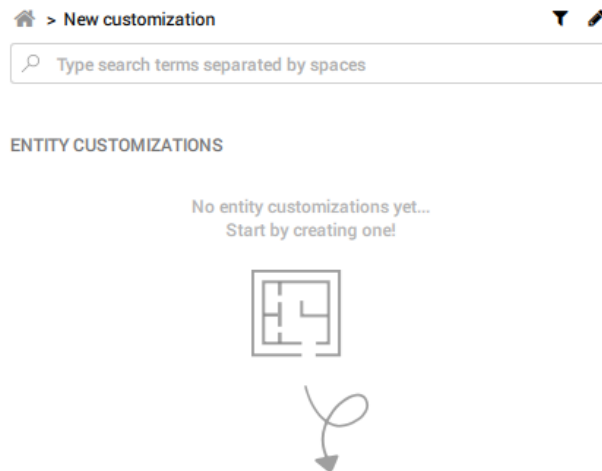 > New customization
Type search terms separated by spaces
ENTITY CUSTOMIZATIONS
No entity customizations yet...
Start by creating one!